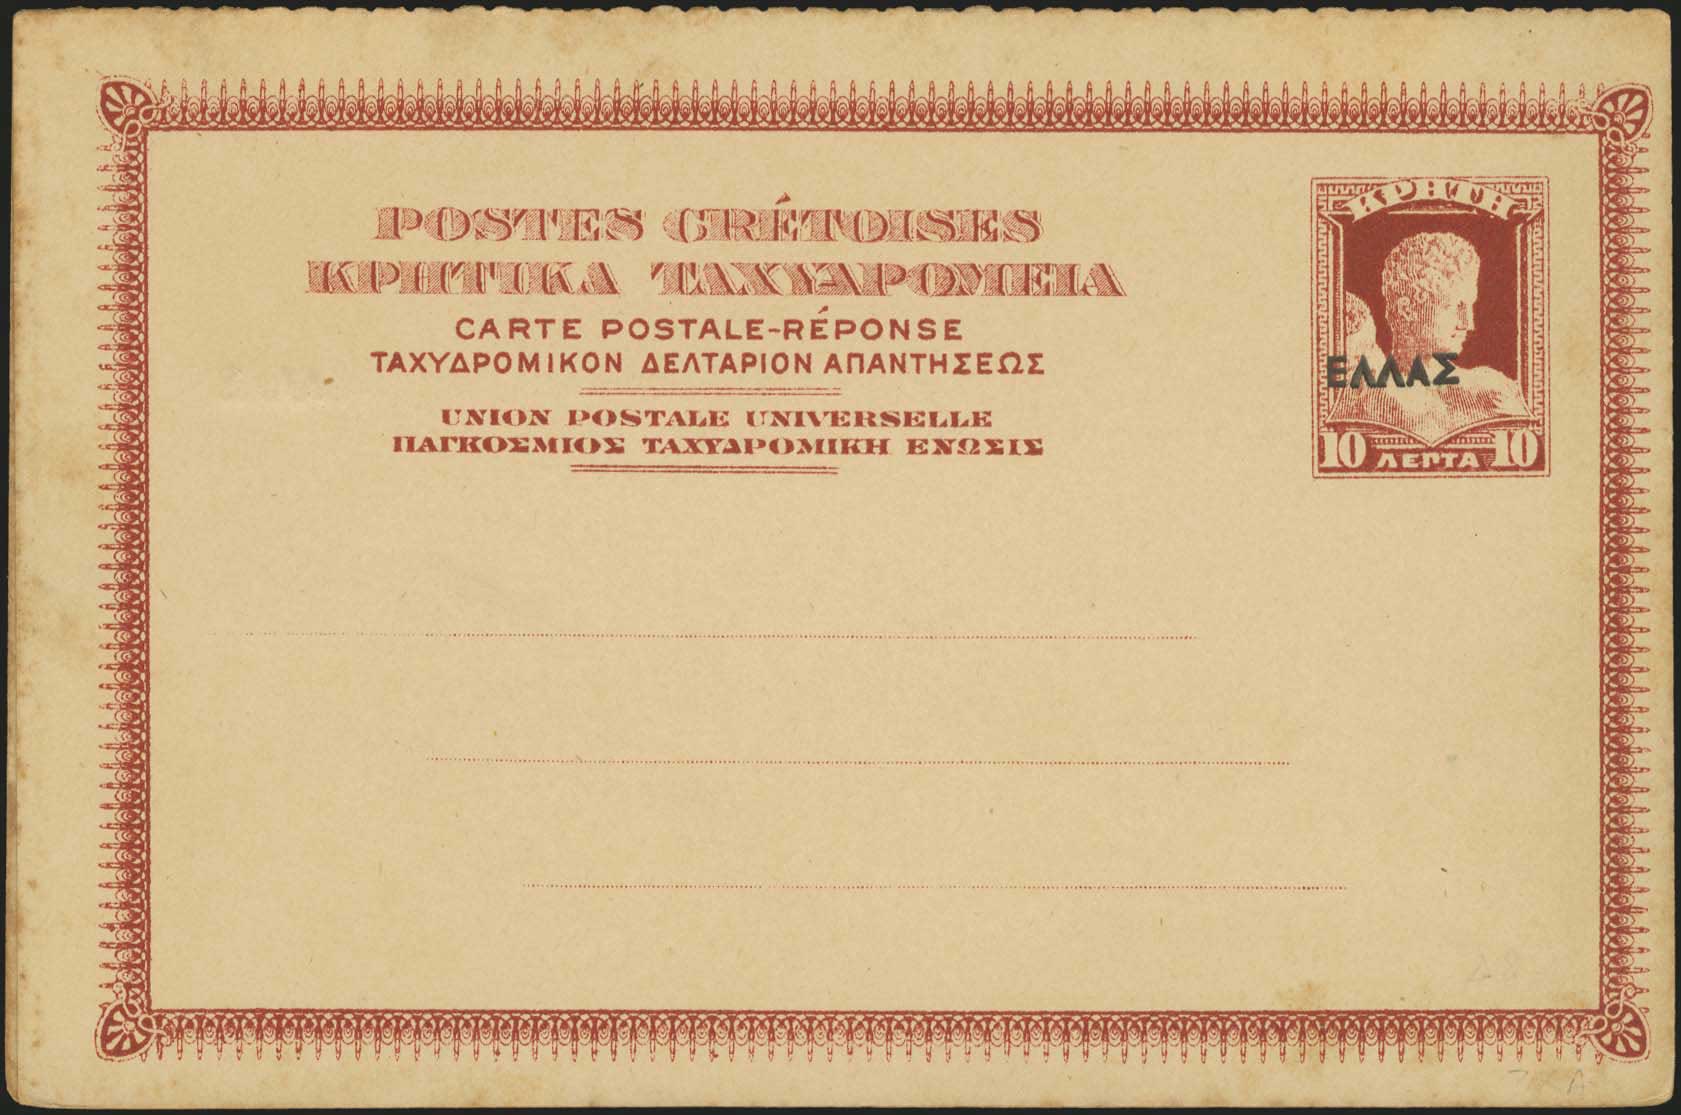 POSTES CRÉTOISES
ΚΡΗΤΙΚΑ ΤΑΧΥΔΡΟΜΕΙΑ
CARTE POSTALE-RÉPONSE
ΤΑΧΥΔΡΟΜΙΚΟΝ ΔΕΛΤΑΡΙΟΝ ΑΠΑΝΤΗΣΕΩΣ
UNION POSTALE UNIVERSELLE
ΠΑΓΚΟΣΜΙΟΣ ΤΑΧΥΔΡΟΜΙΚΗ ΕΝΩΣΙΣ
ΚΡΗΤΗ
ΕΛΛΑΣ
10 ΛΕΠΤΑ 10